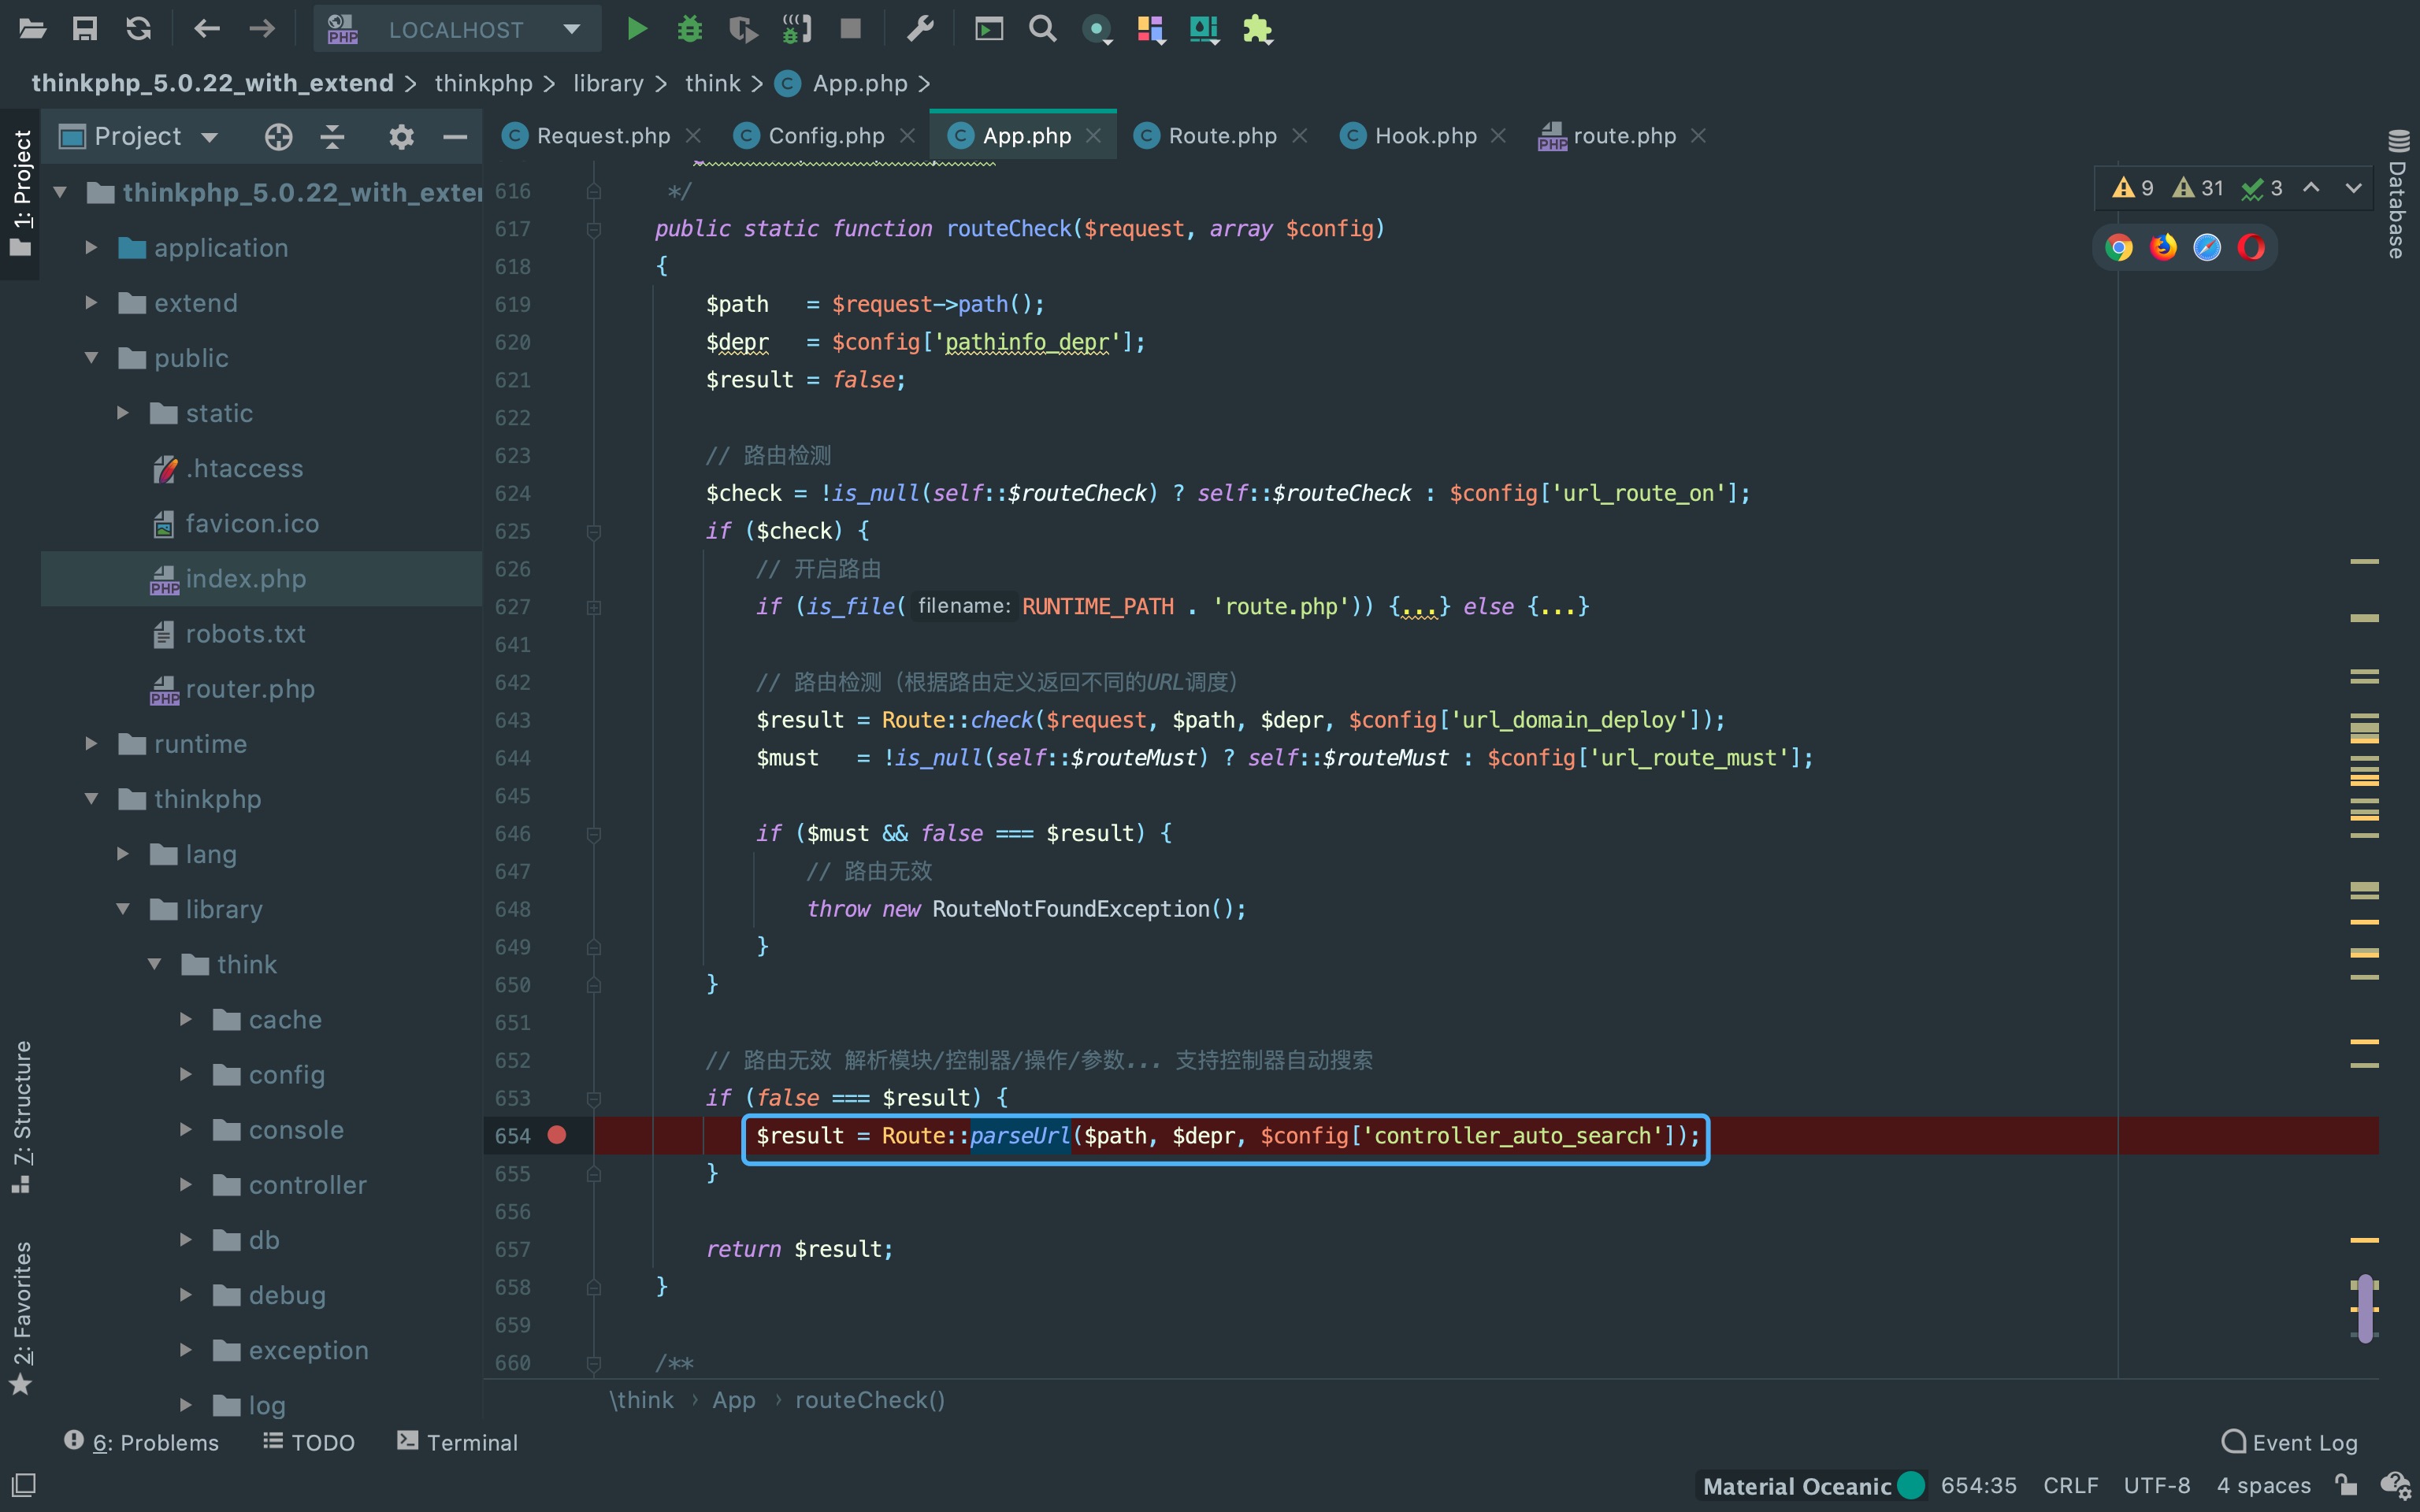 LOCALHOST
thinkphp_5.0.22_with_extend > thinkphp > library > think > App.php >
Project
Request.php
Config.php
App.php
Route.php
Hook.php
route.php
1: Project
7: Structure
2: Favorites
Database
thinkphp_5.0.22_with_exte
application
extend
public
static
.htaccess
favicon.ico
index.php
robots.txt
router.php
runtime
thinkphp
lang
library
think
cache
config
console
controller
db
debug
exception
log
9 31 3
616 */
617 public static function routeCheck($request, array $config)
618 {
619 $path = $request->path();
620 $depr = $config['pathinfo_depr'];
621 $result = false;
622
623 // 路由检测
624 $check = !is_null(self::$routeCheck) ? self::$routeCheck : $config['url_route_on'];
625 if ($check) {
626 // 开启路由
627 if (is_file( filename: RUNTIME_PATH . 'route.php')) {...} else {...}
641
642 // 路由检测（根据路由定义返回不同的URL调度）
643 $result = Route::check($request, $path, $depr, $config['url_domain_deploy']);
644 $must = !is_null(self::$routeMust) ? self::$routeMust : $config['url_route_must'];
645
646 if ($must && false === $result) {
647 // 路由无效
648 throw new RouteNotFoundException();
649 }
650 }
651
652 // 路由无效 解析模块/控制器/操作/参数... 支持控制器自动搜索
653 if (false === $result) {
654 $result = Route::parseUrl($path, $depr, $config['controller_auto_search']);
655 }
656
657 return $result;
658 }
659
660 /**
\think › App › routeCheck()
6: Problems
TODO
Terminal
Event Log
Material Oceanic 654:35 CRLF UTF-8 4 spaces